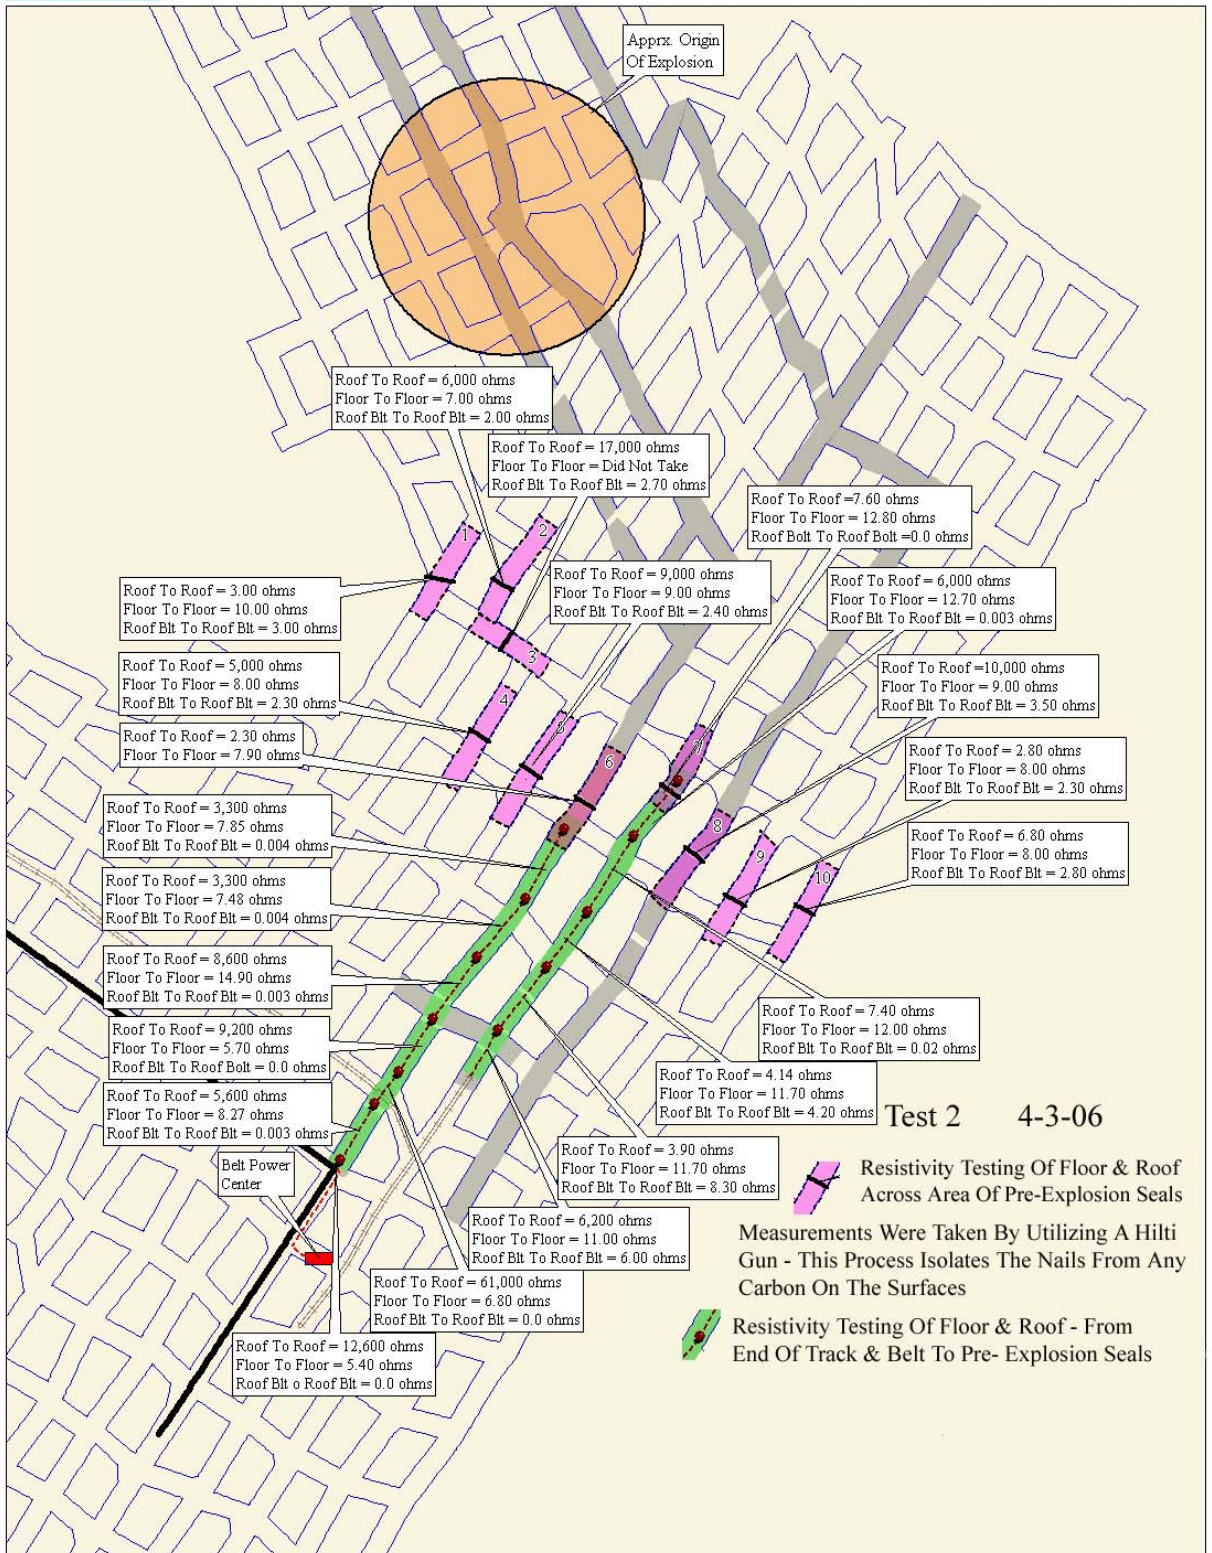 Apprx. Origin
Of Explosion
Roof To Roof = 6,000 ohms
Floor To Floor = 7.00 ohms
Roof Blt To Roof Blt = 2.00 ohms
Roof To Roof = 17,000 ohms
Floor To Floor = Did Not Take
Roof Blt To Roof Blt = 2.70 ohms
Roof To Roof =7.60 ohms
Floor To Floor = 12.80 ohms
Roof Bolt To Roof Bolt =0.0 ohms
1
2
Roof To Roof = 9,000 ohms
Floor To Floor = 9.00 ohms
Roof Blt To Roof Blt = 2.40 ohms
Roof To Roof = 6,000 ohms
Floor To Floor = 12.70 ohms
Roof Blt To Roof Blt = 0.003 ohms
Roof To Roof = 3.00 ohms
Floor To Floor = 10.00 ohms
Roof Blt To Roof Blt = 3.00 ohms
3
Roof To Roof = 5,000 ohms
Floor To Floor = 8.00 ohms
Roof Blt To Roof Blt = 2.30 ohms
Roof To Roof =10,000 ohms
Floor To Floor = 9.00 ohms
Roof Blt To Roof Blt = 3.50 ohms
4
5
6
7
Roof To Roof = 2.30 ohms
Floor To Floor = 7.90 ohms
Roof To Roof = 2.80 ohms
Floor To Floor = 8.00 ohms
Roof Blt To Roof Blt = 2.30 ohms
Roof To Roof = 3,300 ohms
Floor To Floor = 7.85 ohms
Roof Blt To Roof Blt = 0.004 ohms
8
9
10
Roof To Roof = 6.80 ohms
Floor To Floor = 8.00 ohms
Roof Blt To Roof Blt = 2.80 ohms
Roof To Roof = 3,300 ohms
Floor To Floor = 7.48 ohms
Roof Blt To Roof Blt = 0.004 ohms
Roof To Roof = 8,600 ohms
Floor To Floor = 14.90 ohms
Roof Blt To Roof Blt = 0.003 ohms
Roof To Roof = 7.40 ohms
Floor To Floor = 12.00 ohms
Roof Blt To Roof Blt = 0.02 ohms
Roof To Roof = 9,200 ohms
Floor To Floor = 5.70 ohms
Roof Blt To Roof Bolt = 0.0 ohms
Roof To Roof = 4.14 ohms
Floor To Floor = 11.70 ohms
Roof Blt To Roof Blt = 4.20 ohms
Roof To Roof = 5,600 ohms
Floor To Floor = 8.27 ohms
Roof Blt To Roof Blt = 0.003 ohms
Test 2 4-3-06
Roof To Roof = 3.90 ohms
Floor To Floor = 11.70 ohms
Roof Blt To Roof Blt = 8.30 ohms
Belt Power
Center
Resistivity Testing Of Floor & Roof
Across Area Of Pre-Explosion Seals
Roof To Roof = 6,200 ohms
Floor To Floor = 11.00 ohms
Roof Blt To Roof Blt = 6.00 ohms
Measurements Were Taken By Utilizing A Hilti
Gun - This Process Isolates The Nails From Any
Carbon On The Surfaces
Roof To Roof = 61,000 ohms
Floor To Floor = 6.80 ohms
Roof Blt To Roof Blt = 0.0 ohms
Resistivity Testing Of Floor & Roof - From
End Of Track & Belt To Pre- Explosion Seals
Roof To Roof = 12,600 ohms
Floor To Floor = 5.40 ohms
Roof Blt o Roof Blt = 0.0 ohms